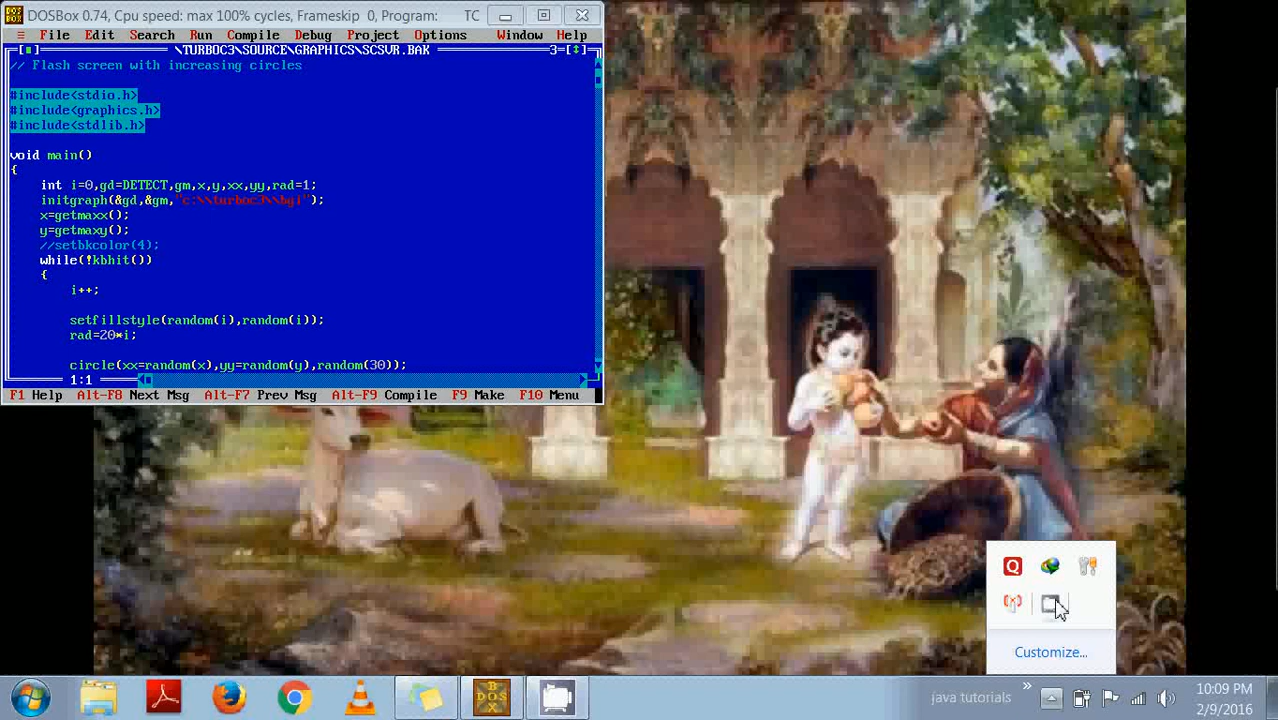 DOSBox 0.74, Cpu speed: max 100% cycles, Frameskip 0, Program: TC
≡ File Edit Search Run Compile Debug Project Options Window Help
[■] \TURBOC3\SOURCE\GRAPHICS\SCSVR.BAK 3=[↕]
// Flash screen with increasing circles
#include<stdio.h>
#include<graphics.h>
#include<stdlib.h>
void main()
{
int i=0,gd=DETECT,gm,x,y,xx,yy,rad=1;
initgraph(&gd,&gm,"c:\\turboc3\\bgi");
x=getmaxx();
y=getmaxy();
//setbkcolor(4);
while(!kbhit())
{
i++;
setfillstyle(random(i),random(i));
rad=20*i;
circle(xx=random(x),yy=random(y),random(30));
1:1
F1 Help Alt-F8 Next Msg Alt-F7 Prev Msg Alt-F9 Compile F9 Make F10 Menu
Q
Customize...
DOS BOX
java tutorials »
10:09 PM
2/9/2016